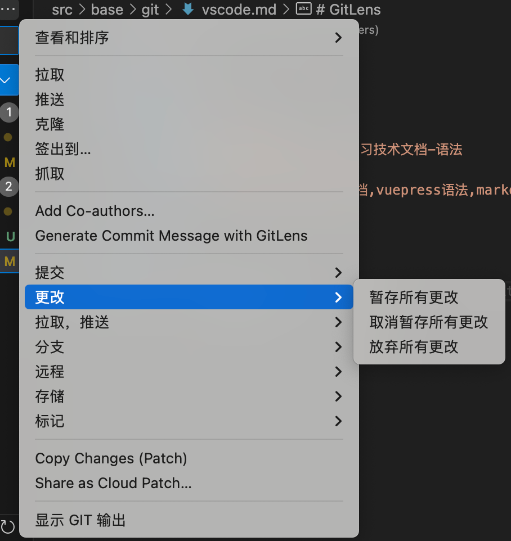 src > base > git > vscode.md > # GitLens
查看和排序
ers)
拉取
推送
克隆
签出到...
习技术文档-语法
抓取
档,vuepress语法,mark
Add Co-authors...
Generate Commit Message with GitLens
提交
更改
暂存所有更改
拉取，推送
取消暂存所有更改
分支
放弃所有更改
远程
存储
标记
Copy Changes (Patch)
Share as Cloud Patch...
显示 GIT 输出
1
M
2
U
M